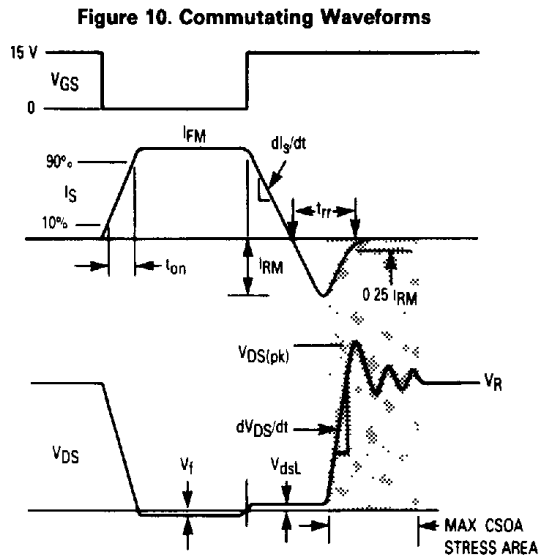 Figure 10. Commutating Waveforms
15 V
VGS
0
IFM
90%
dIs/dt
IS
trr
10%
ton
IRM
0.25 IRM
VDS(pk)
VR
dVDS/dt
VDS
Vf
VdsL
MAX CSOA
STRESS AREA